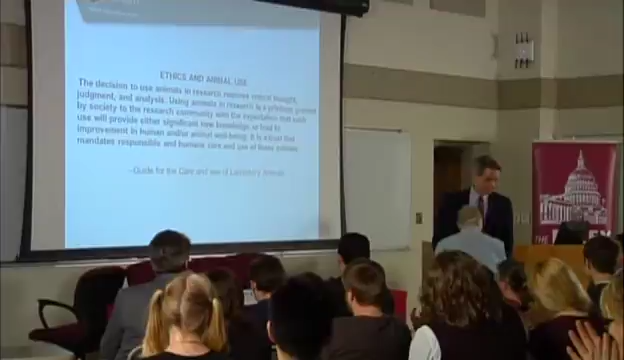 ETHICS AND ANIMAL USE
The decision to use animals in research requires critical thought,
judgment, and analysis. Using animals in research is a privilege granted
by society to the research community with the expectation that such
use will provide either significant new knowledge or lead to
improvement in human and/or animal well-being. It is a trust that
mandates responsible and humane care and use of these animals.
-Guide for the Care and use of Laboratory Animals
THE